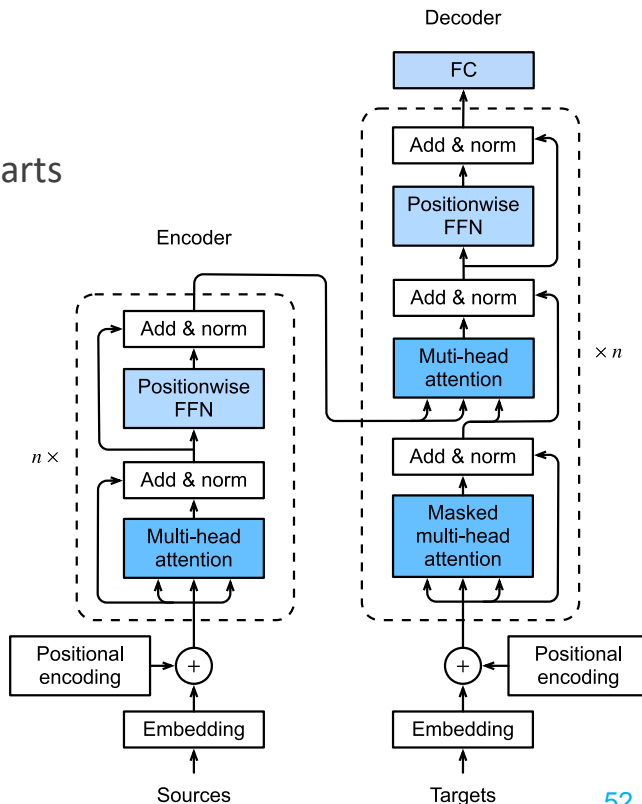 Decoder
FC
Add & norm
arts
Positionwise
FFN
Encoder
Add & norm
Add & norm
Muti-head
attention
× n
Positionwise
FFN
n ×
Add & norm
Add & norm
Multi-head
attention
Masked
multi-head
attention
Positional
encoding
+
+
Positional
encoding
Embedding
Embedding
Sources
Targets
52